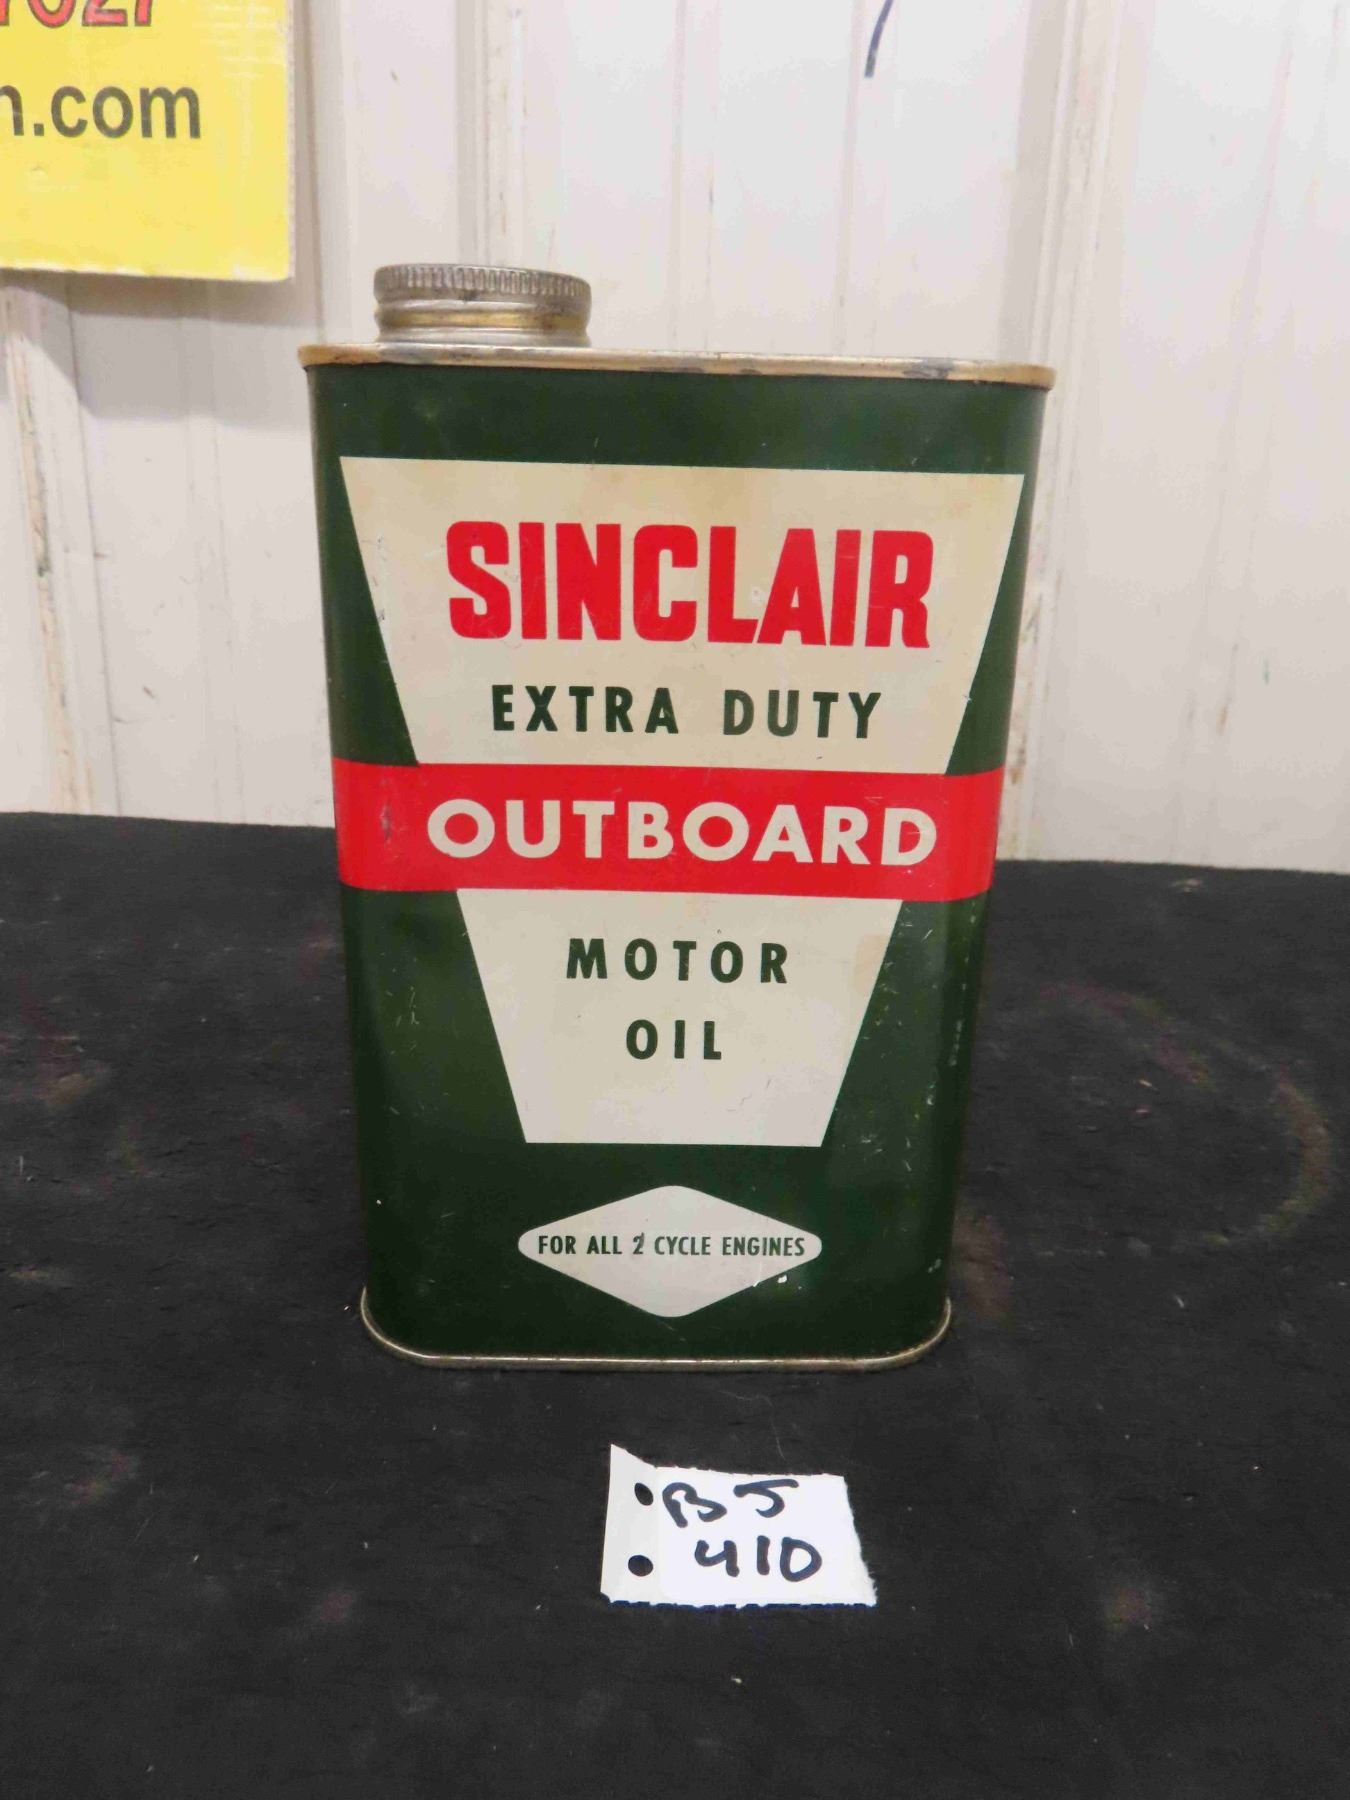 .com
SINCLAIR
EXTRA DUTY
OUTBOARD
MOTOR
OIL
FOR ALL 2 CYCLE ENGINES
BJ
410